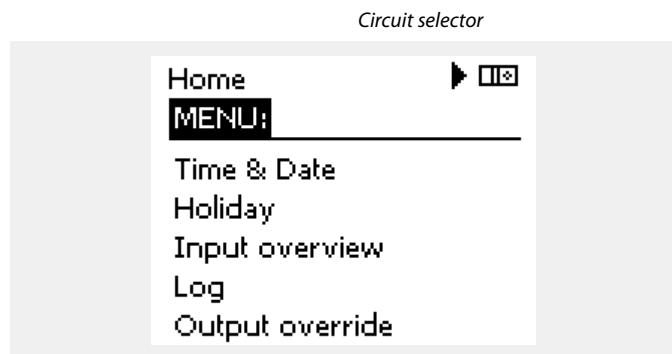 Circuit selector
Home
MENU:
Time & Date
Holiday
Input overview
Log
Output override